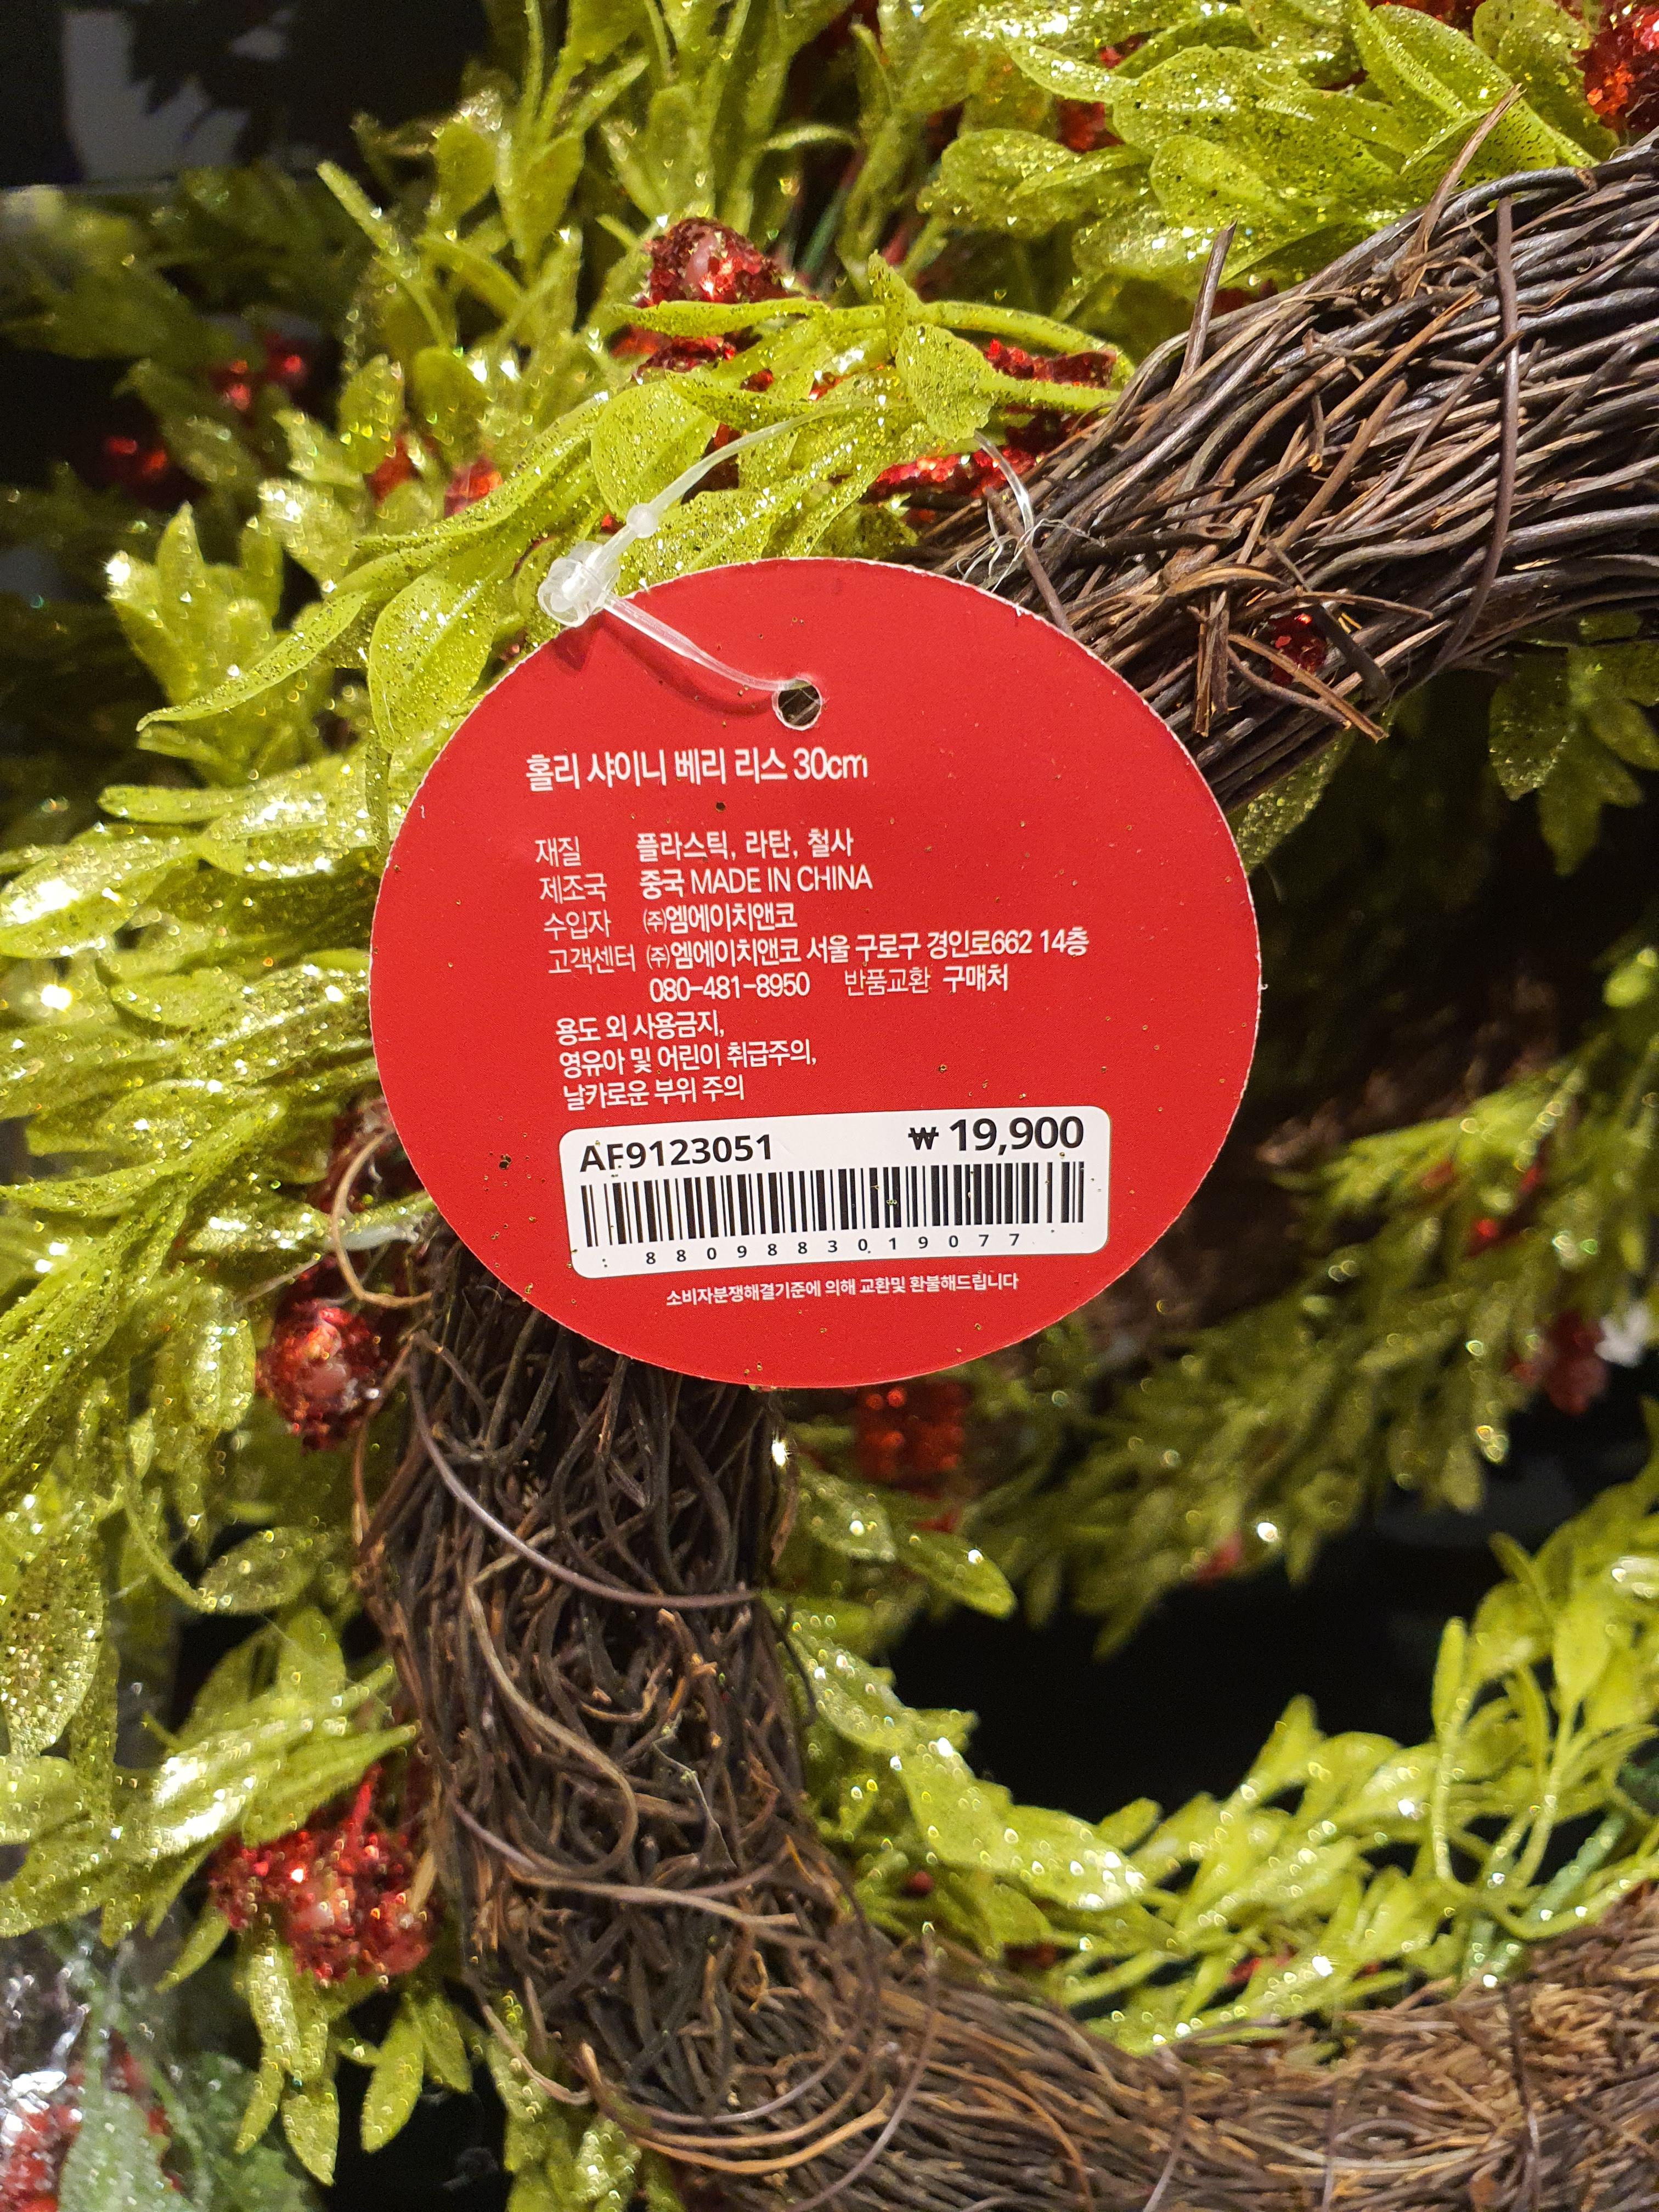 홀리 샤이니 베리 리스 30cm
재질 플라스틱, 라탄, 철사
제조국 중국 MADE IN CHINA
수입자 ㈜엠에이치앤코
고객센터 ㈜엠에이치앤코 서울 구로구 경인로662 14층
080-481-8950 반품교환 구매처
용도 외 사용금지,
영유아 및 어린이 취급주의,
날카로운 부위 주의
AF9123051 ₩ 19,900
8809883019077
소비자분쟁해결기준에 의해 교환및 환불해드립니다